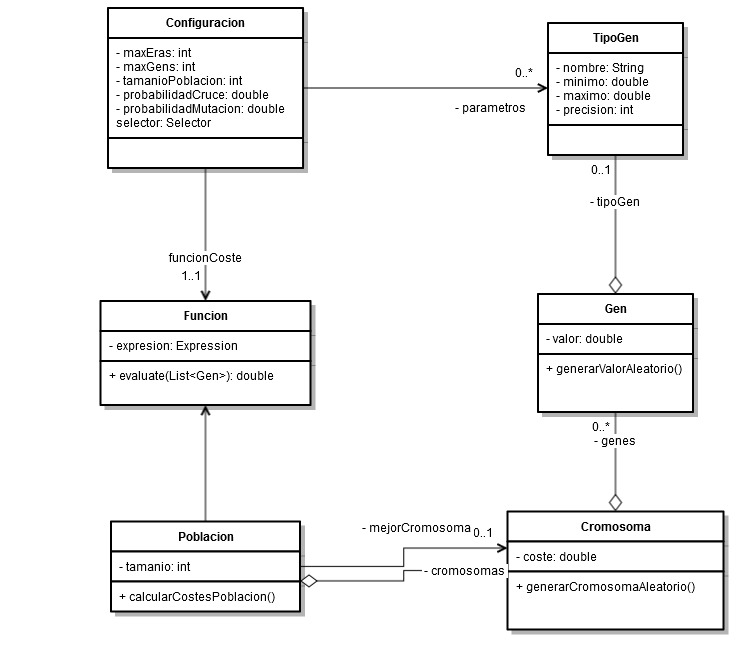 Configuracion
- maxEras: int
- maxGens: int
- tamanioPoblacion: int
- probabilidadCruce: double
- probabilidadMutacion: double
selector: Selector
TipoGen
- nombre: String
- minimo: double
- maximo: double
- precision: int
0..*
- parametros
0..1
- tipoGen
funcionCoste
1..1
Funcion
- expresion: Expression
+ evaluate(List<Gen>): double
Gen
- valor: double
+ generarValorAleatorio()
0..*
- genes
Poblacion
- tamanio: int
+ calcularCostesPoblacion()
- mejorCromosoma
0..1
- cromosomas
Cromosoma
- coste: double
+ generarCromosomaAleatorio()